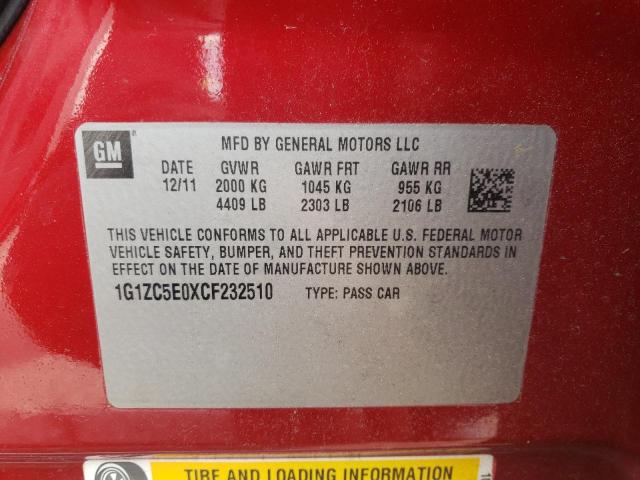 GM
MFD BY GENERAL MOTORS LLC
DATE GVWR GAWR FRT GAWR RR
12/11 2000 KG 1045 KG 955 KG
4409 LB 2303 LB 2106 LB
THIS VEHICLE CONFORMS TO ALL APPLICABLE U.S. FEDERAL MOTOR
VEHICLE SAFETY, BUMPER, AND THEFT PREVENTION STANDARDS IN
EFFECT ON THE DATE OF MANUFACTURE SHOWN ABOVE.
1G1ZC5E0XCF232510 TYPE: PASS CAR
TIRE AND LOADING INFORMATION